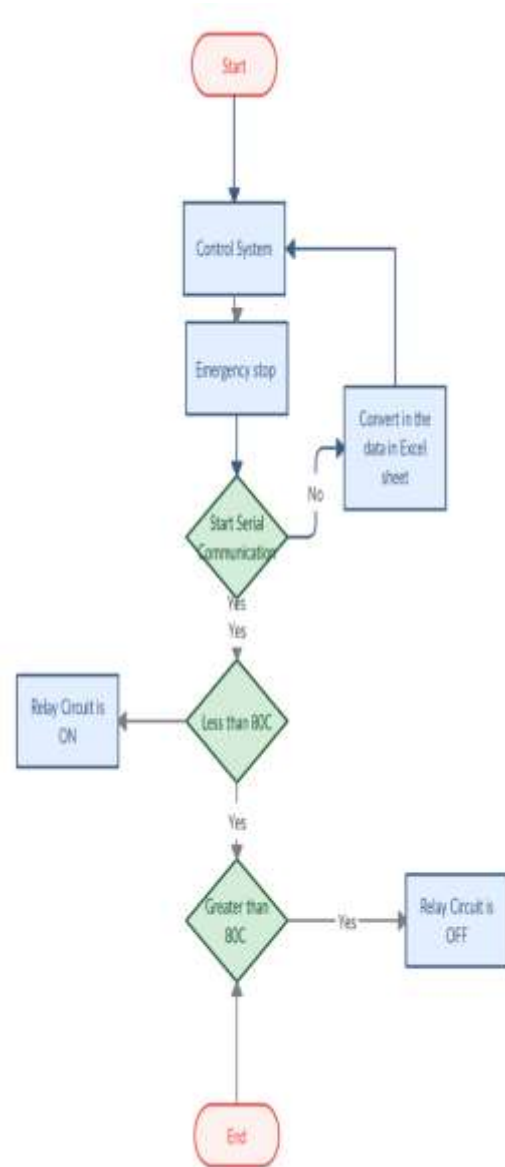 Start
Control System
Emergency stop
Convert in the
data in Excel
sheet
No
Start Serial
Communication
Yes
Yes
Relay Circuit is
ON
Less than 80C
Yes
Greater than
80C
Yes
Relay Circuit is
OFF
End